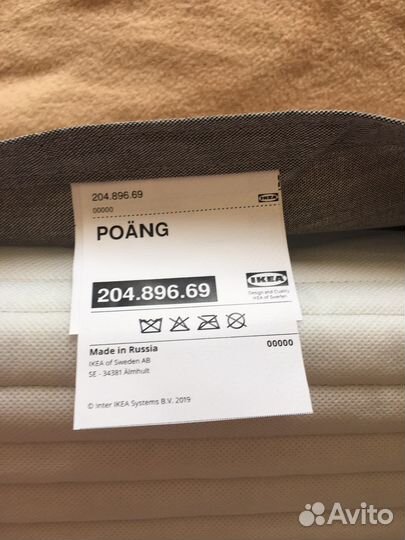 204.896.69
IKEA
00000
POÄNG
204.896.69
IKEA
Design and Quality
IKEA of Sweden
Made in Russia
00000
IKEA of Sweden AB
SE - 34381 Älmhult
© Inter IKEA Systems B.V. 2019
Avito